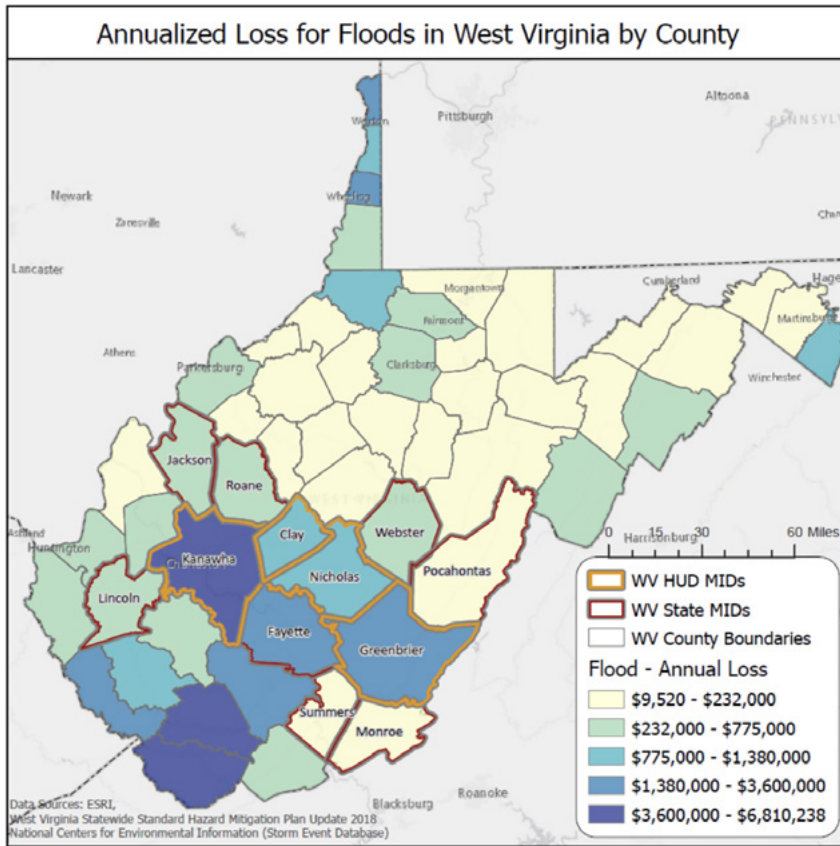 Annualized Loss for Floods in West Virginia by County
Altoona
Pittsburgh
PENNSYL
Newark
Wheeling
Zanesville
Lancaster
Cumberland
Hage
Morgantown
Martinsburg
Fairmont
Athens
Clarksburg
Winchester
Parkersburg
Jackson
Roane
WEST VIRGINIA
Webster
Ashland
Huntington
Clay
Harrisonburg
Kanawha
Nicholas
Pocahontas
Lincoln
Fayette
Greenbrier
Summers
Monroe
Roanoke
Blacksburg
0 15 30 60 Miles
WV HUD MIDs
WV State MIDs
WV County Boundaries
Flood - Annual Loss
$9,520 - $232,000
$232,000 - $775,000
$775,000 - $1,380,000
$1,380,000 - $3,600,000
$3,600,000 - $6,810,238
Data Sources: ESRI,
West Virginia Statewide Standard Hazard Mitigation Plan Update 2018
National Centers for Environmental Information (Storm Event Database)